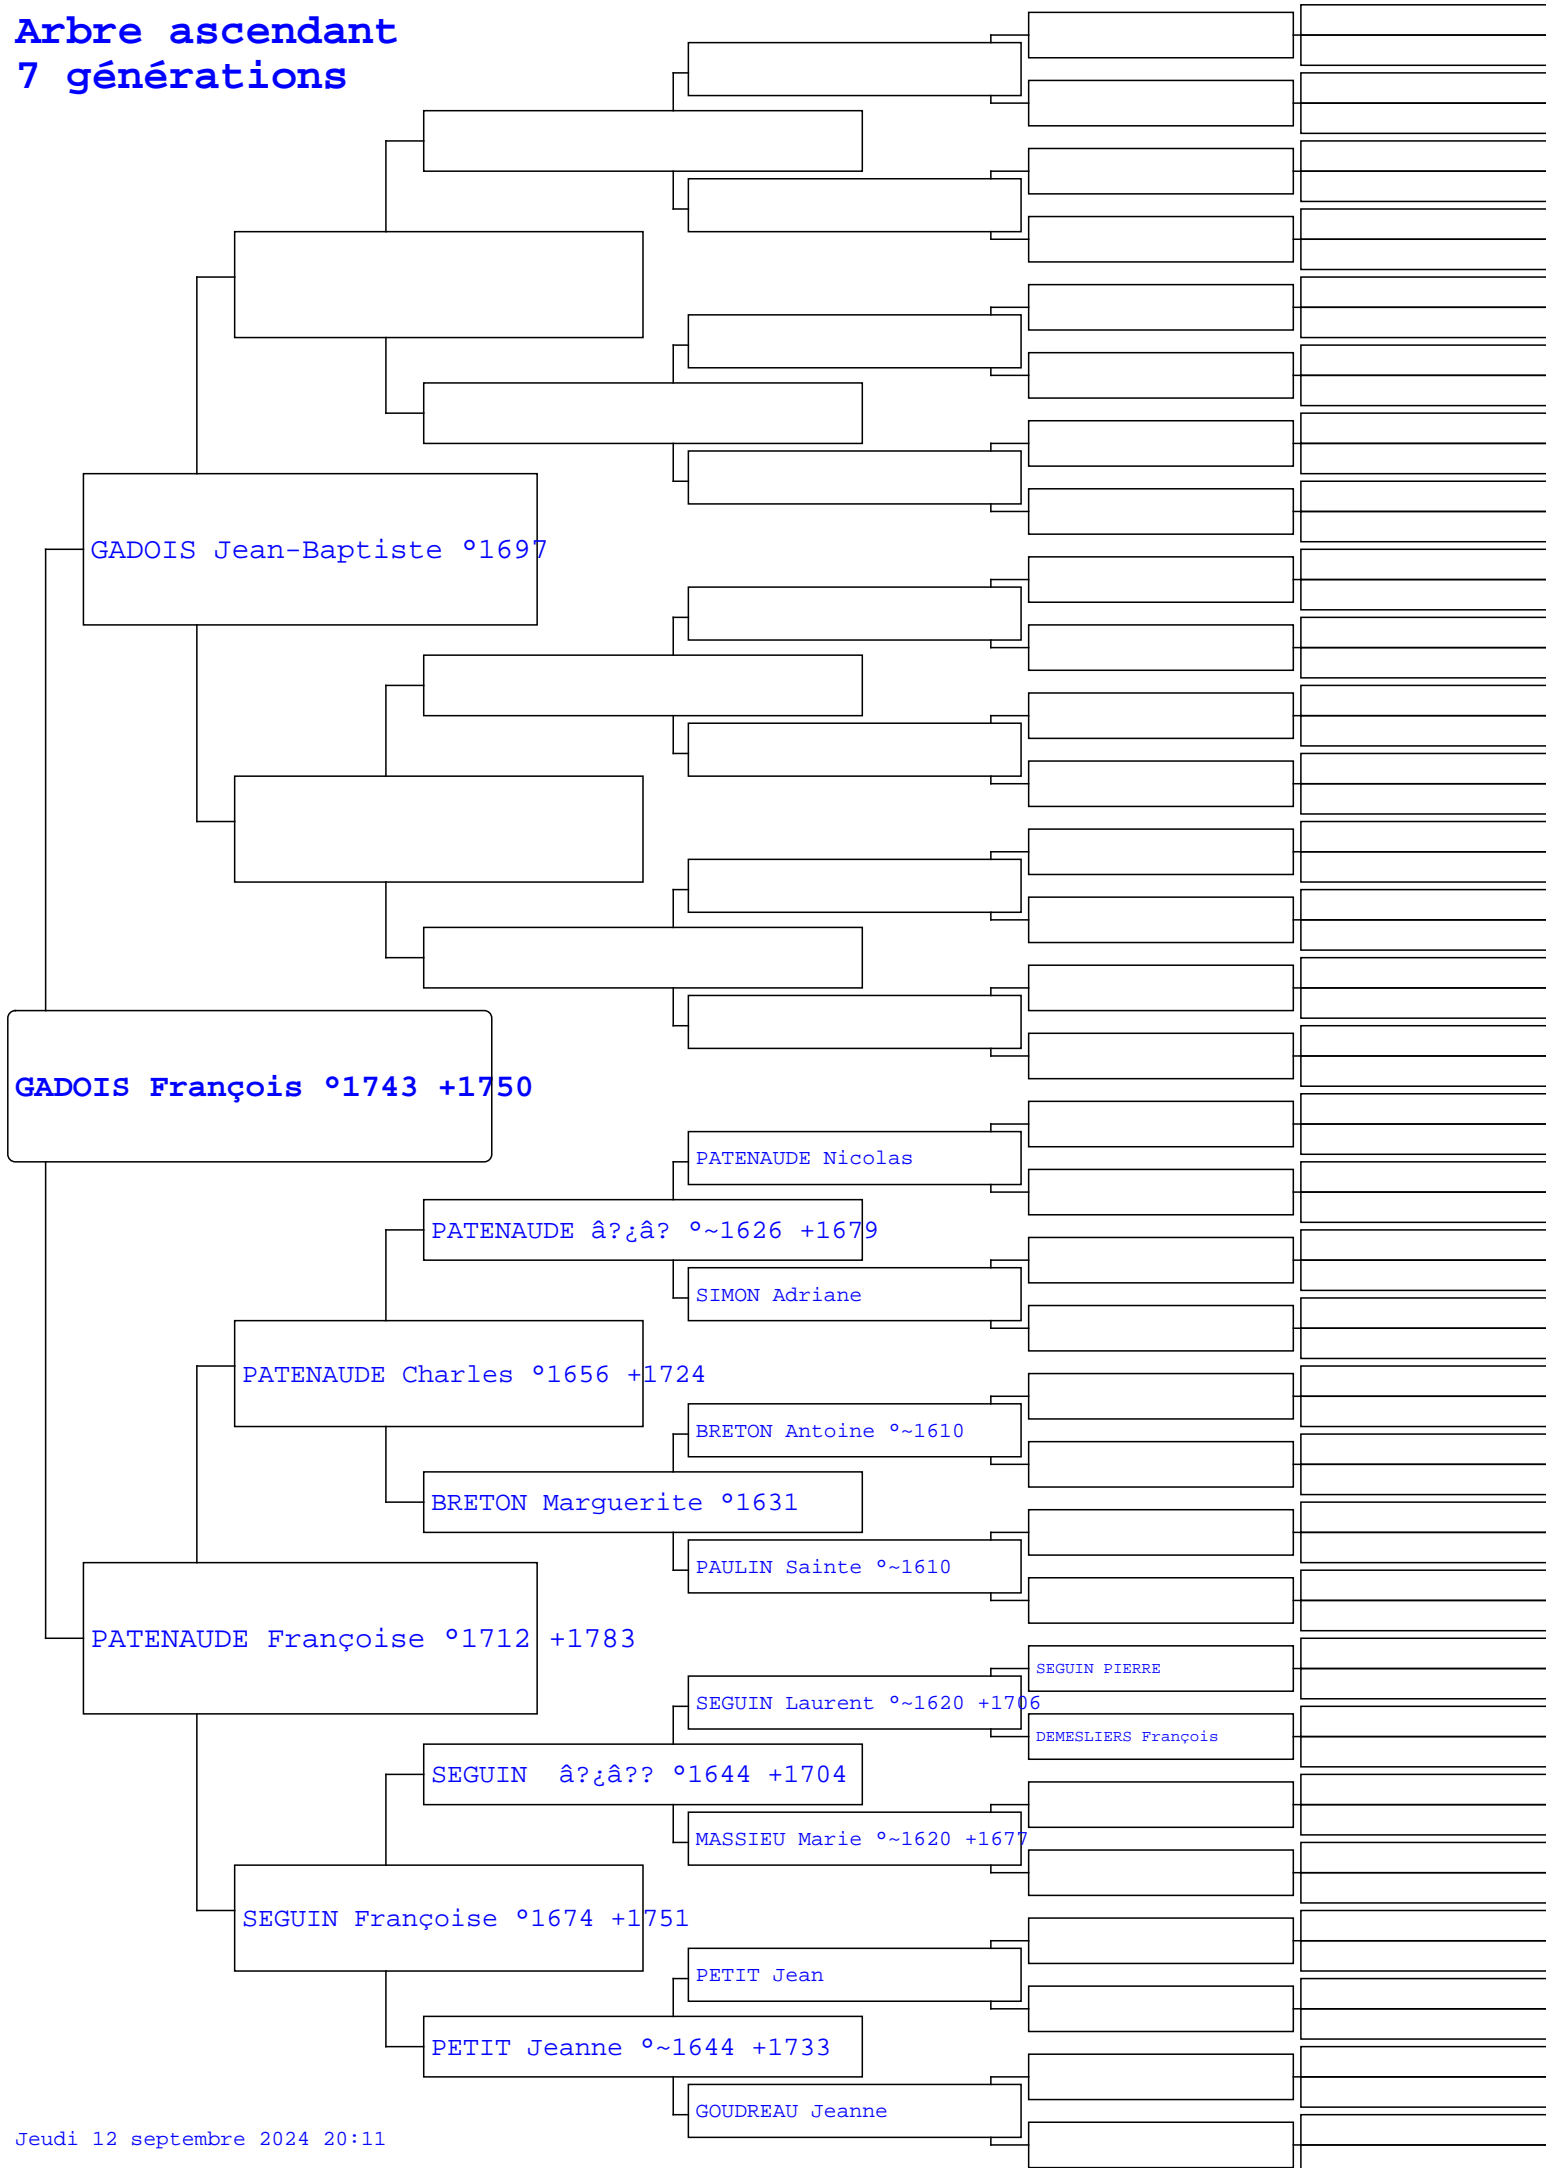 Arbre ascendant
7 générations
GADOIS Jean-Baptiste °1697
GADOIS François °1743 +1750
PATENAUDE Nicolas
PATENAUDE â?¿â? °~1626 +1679
SIMON Adriane
PATENAUDE Charles °1656 +1724
BRETON Antoine °~1610
BRETON Marguerite °1631
PAULIN Sainte °~1610
PATENAUDE Françoise °1712 +1783
SEGUIN PIERRE
SEGUIN Laurent °~1620 +1706
DEMESLIERS François
SEGUIN  â?¿â?? °1644 +1704
MASSIEU Marie °~1620 +1677
SEGUIN Françoise °1674 +1751
PETIT Jean
PETIT Jeanne °~1644 +1733
GOUDREAU Jeanne
Jeudi 12 septembre 2024 20:11